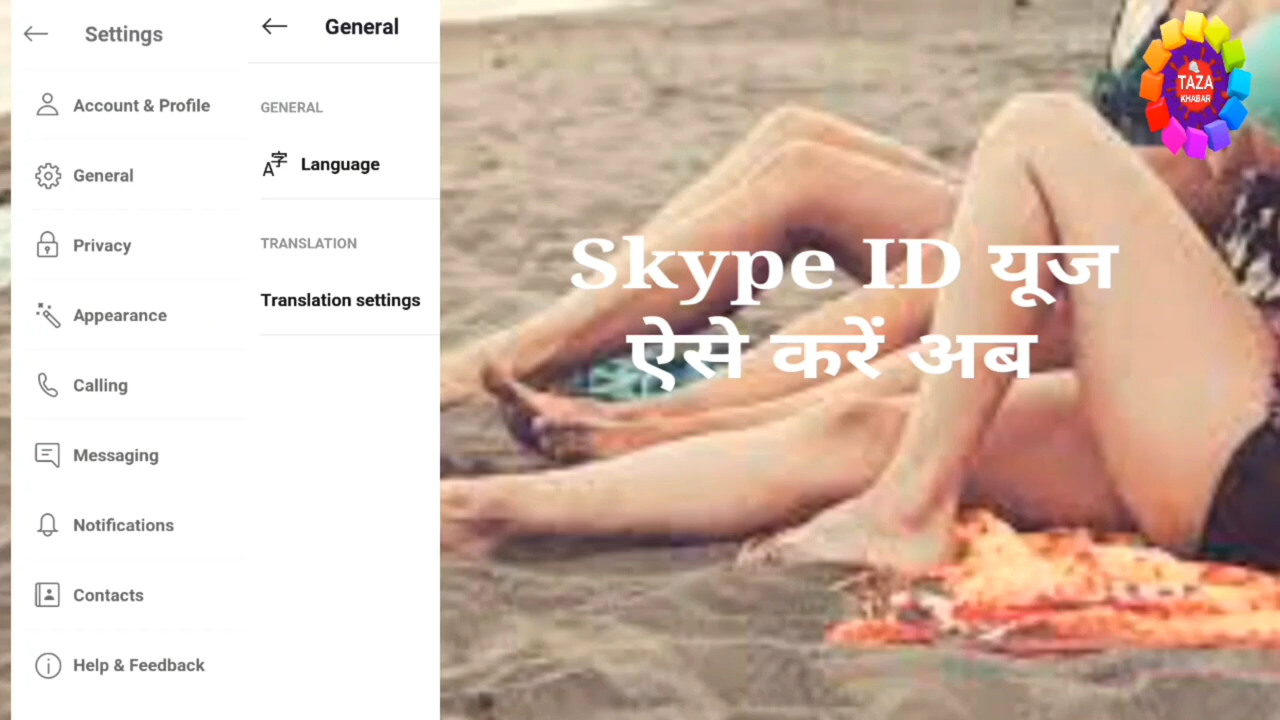 Settings
Account & Profile
General
Privacy
Appearance
Calling
Messaging
Notifications
Contacts
Help & Feedback
General
GENERAL
Language
TRANSLATION
Translation settings
Skype ID यूज
ऐसे करें अब
TAZA
KHABAR